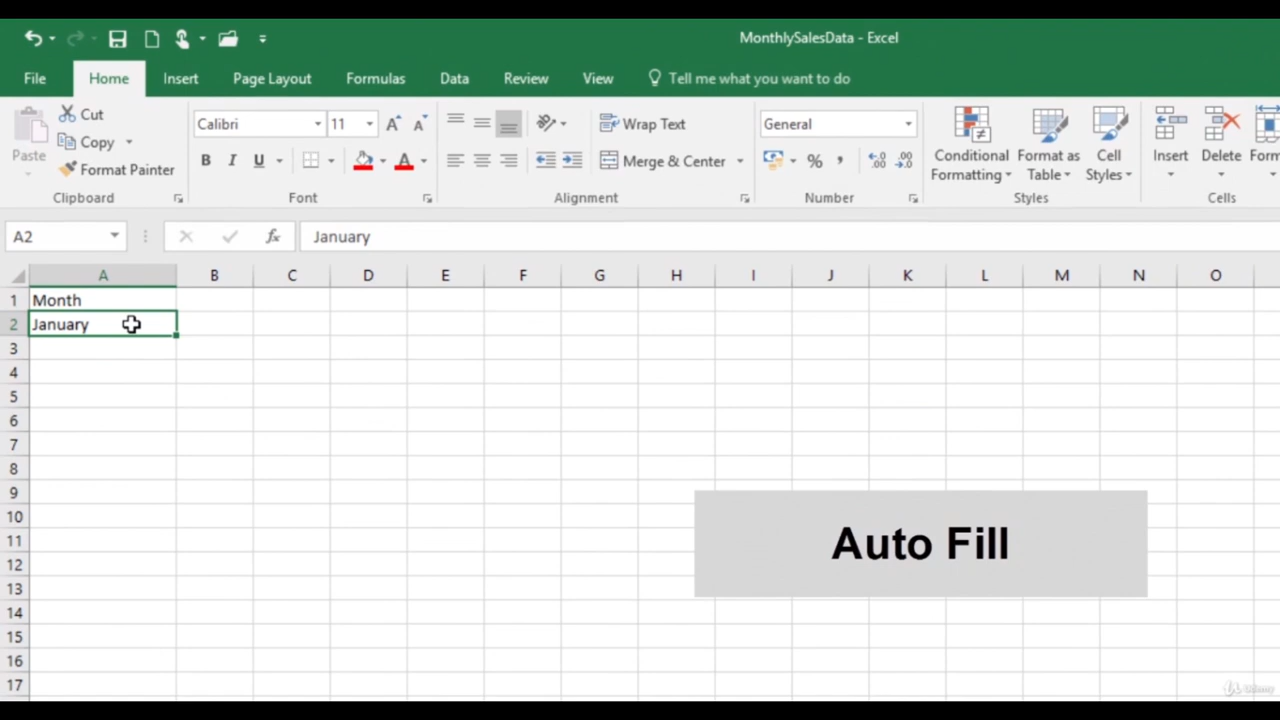 MonthlySalesData - Excel
File Home Insert Page Layout Formulas Data Review View Tell me what you want to do
Paste
Cut
Copy
Format Painter
Clipboard
Calibri 11
B I U A
Font
Wrap Text
Merge & Center
Alignment
General
%
Number
Conditional
Formatting
Format as
Table
Cell
Styles
Styles
Insert Delete Form
Cells
A2 fx January
A B C D E F G H I J K L M N O
1 Month
2 January
3
4
5
6
7
8
9
10
11
12
13
14
15
16
17
Auto Fill
Udemy